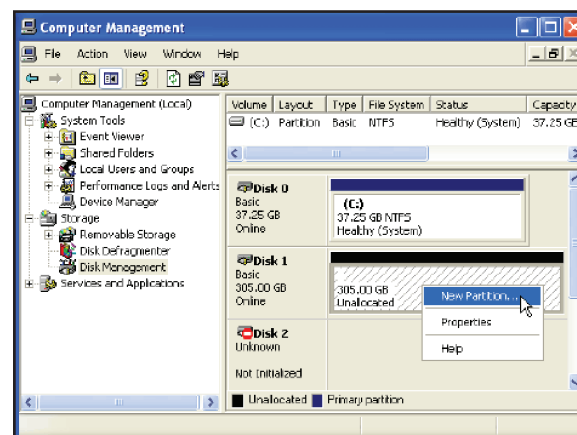 Computer Management
File Action View Window Help
Computer Management (Local)
System Tools
Event Viewer
Shared Folders
Local Users and Groups
Performance Logs and Alerts
Device Manager
Storage
Removable Storage
Disk Defragmenter
Disk Management
Services and Applications
Volume Layout Type File System Status Capacity
(C:) Partition Basic NTFS Healthy (System) 37.25 GB
Disk 0
Basic
37.25 GB
Online
(C:)
37.25 GB NTFS
Healthy (System)
Disk 1
Basic
305.00 GB
Online
305.00 GB
Unallocated
New Partition...
Properties
Help
Disk 2
Unknown
Not Initialized
Unallocated Primary partition